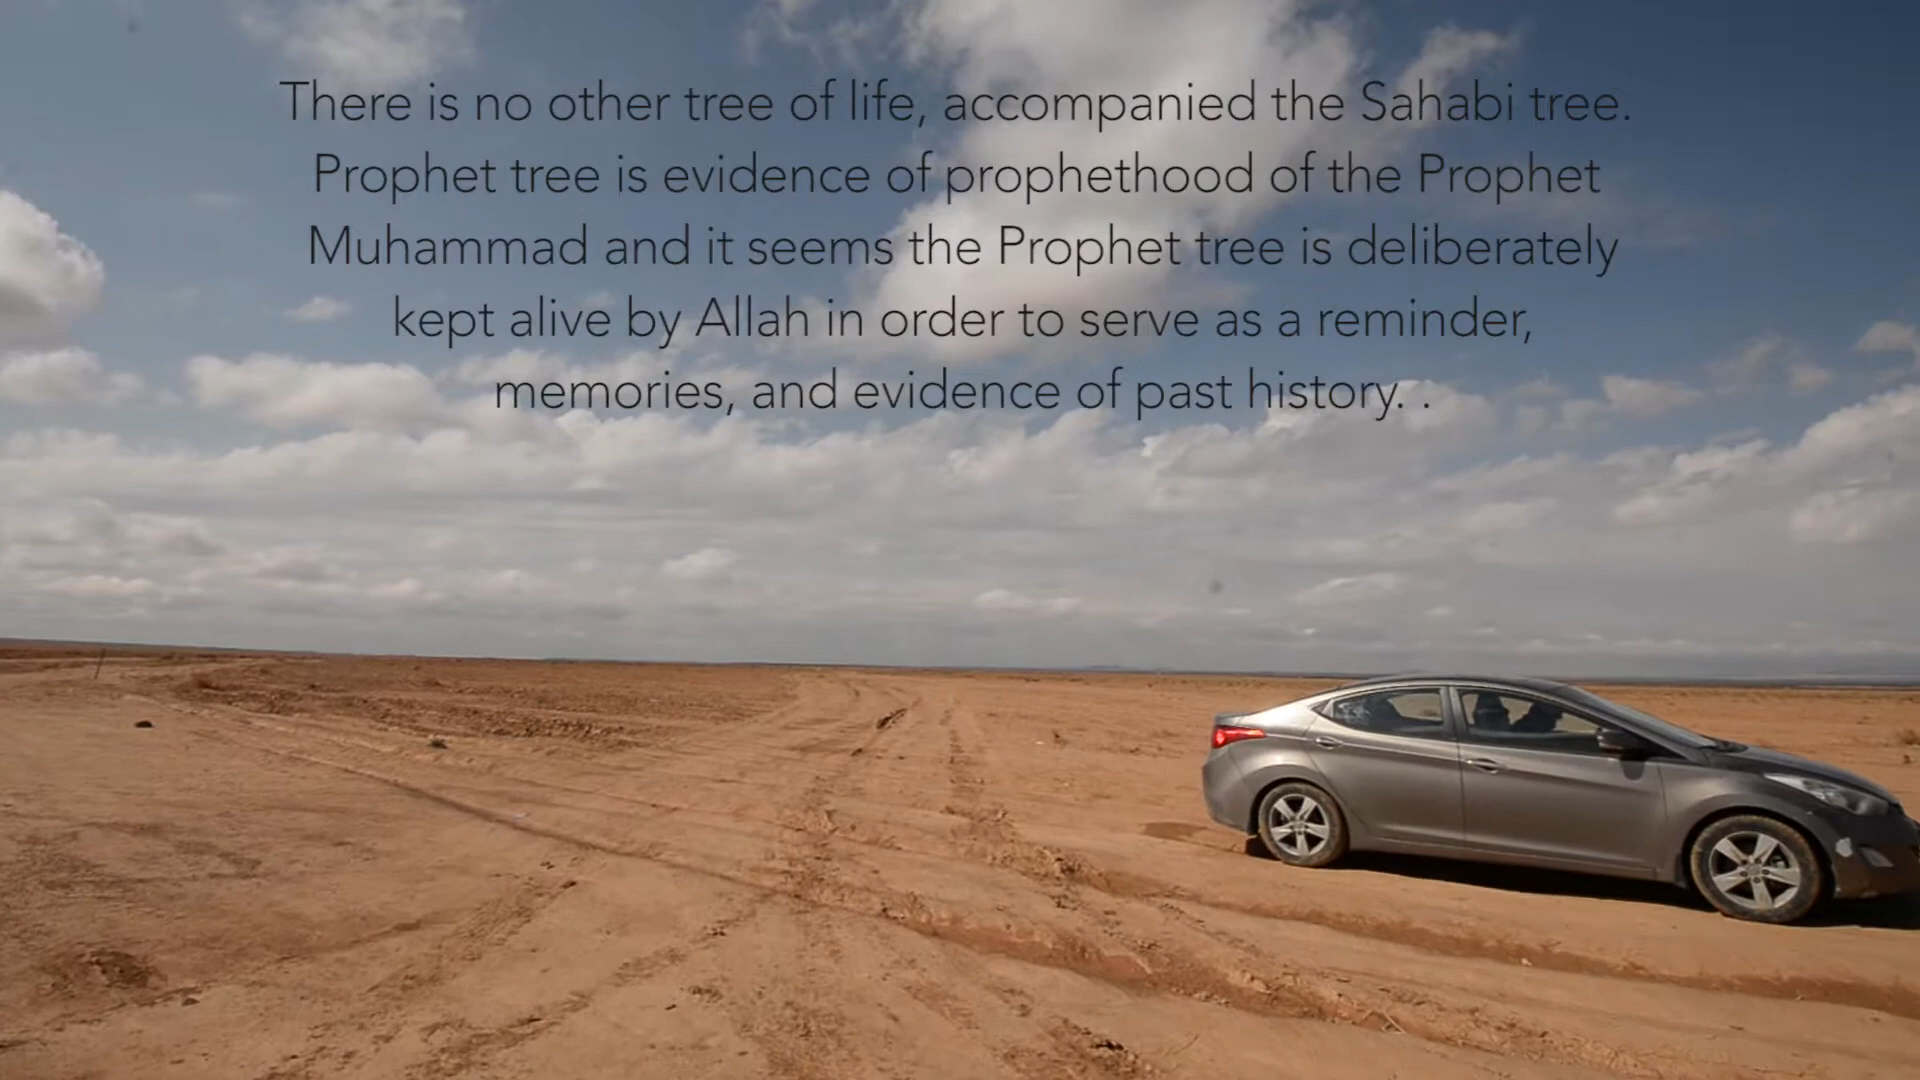 There is no other tree of life, accompanied the Sahabi tree.
Prophet tree is evidence of prophethood of the Prophet
Muhammad and it seems the Prophet tree is deliberately
kept alive by Allah in order to serve as a reminder,
memories, and evidence of past history. .